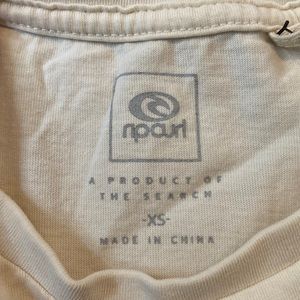 ripcurl
A PRODUCT OF
THE SEARCH
-XS-
MADE IN CHINA